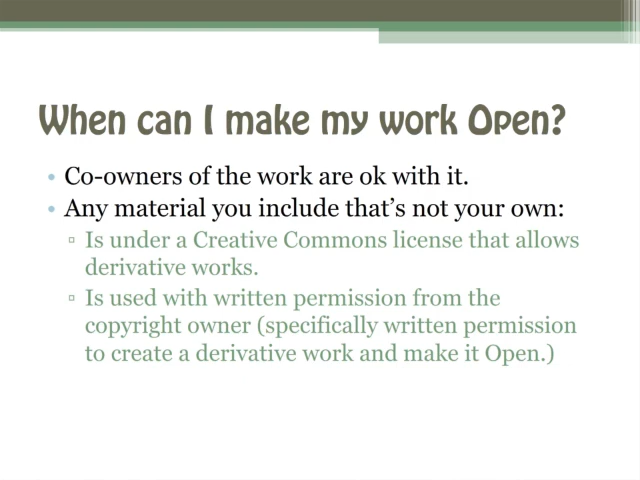 When can I make my work Open?
• Co-owners of the work are ok with it.
• Any material you include that’s not your own:
▫ Is under a Creative Commons license that allows
derivative works.
▫ Is used with written permission from the
copyright owner (specifically written permission
to create a derivative work and make it Open.)